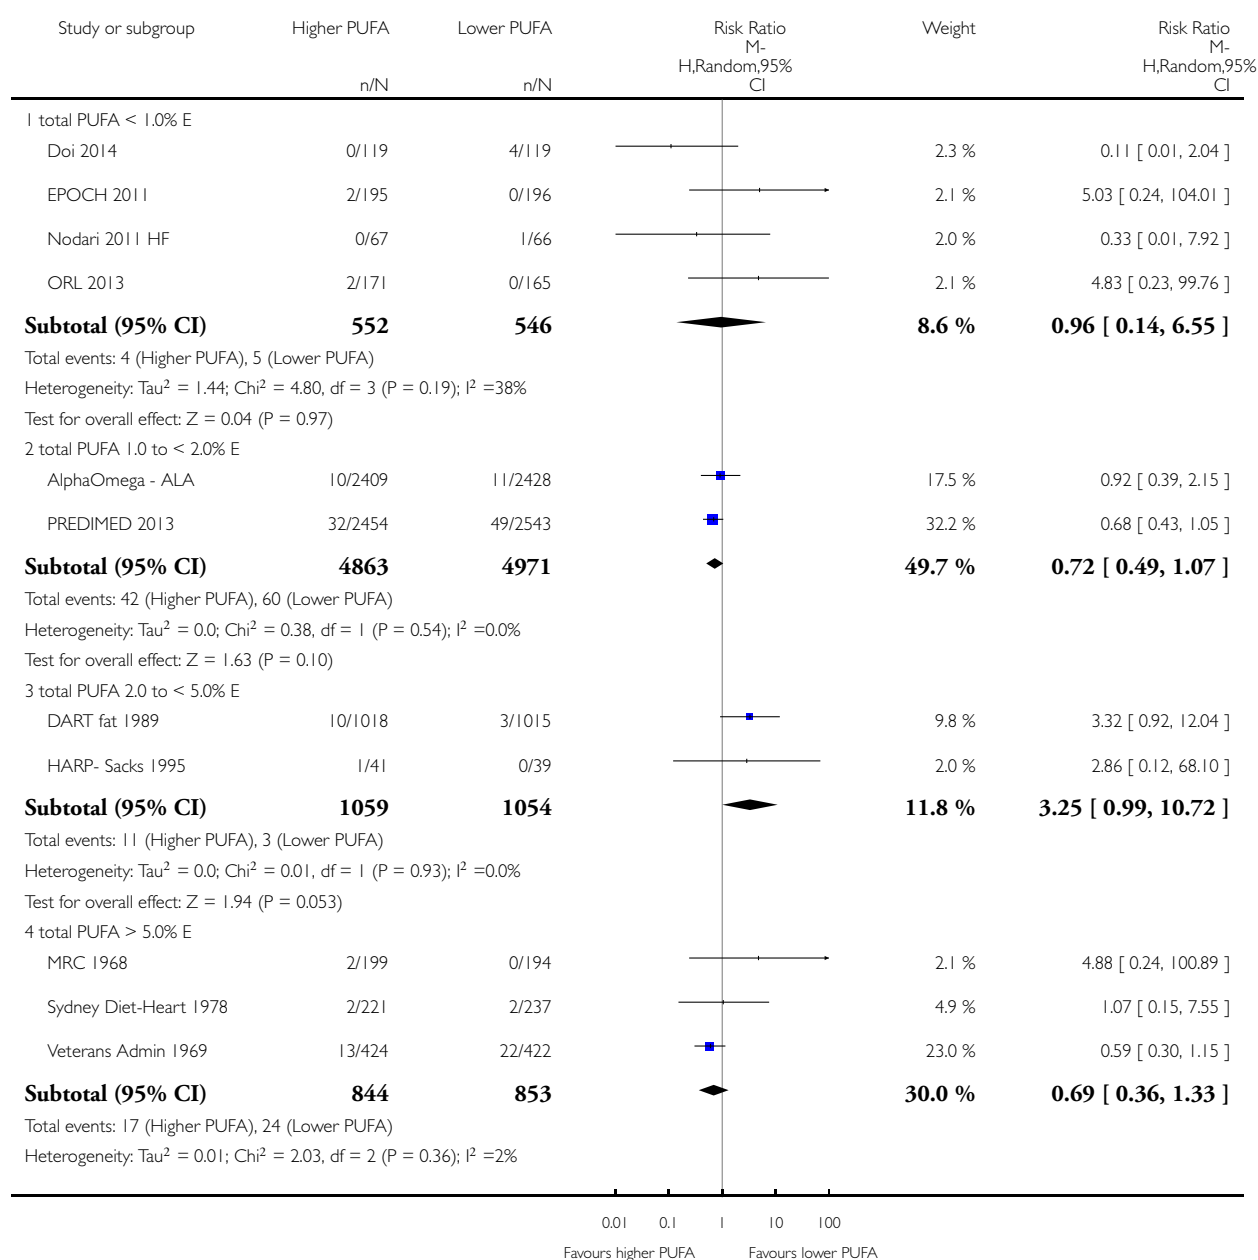 Study or subgroup Higher PUFA Lower PUFA Risk Ratio Weight Risk Ratio
M- M-
H,Random,95% H,Random,95%
n/N n/N CI CI
1 total PUFA < 1.0% E
Doi 2014 0/119 4/119 2.3 % 0.11 [ 0.01, 2.04 ]
EPOCH 2011 2/195 0/196 2.1 % 5.03 [ 0.24, 104.01 ]
Nodari 2011 HF 0/67 1/66 2.0 % 0.33 [ 0.01, 7.92 ]
ORL 2013 2/171 0/165 2.1 % 4.83 [ 0.23, 99.76 ]
Subtotal (95% CI) 552 546 8.6 % 0.96 [ 0.14, 6.55 ]
Total events: 4 (Higher PUFA), 5 (Lower PUFA)
Heterogeneity: Tau² = 1.44; Chi² = 4.80, df = 3 (P = 0.19); I² =38%
Test for overall effect: Z = 0.04 (P = 0.97)
2 total PUFA 1.0 to < 2.0% E
AlphaOmega - ALA 10/2409 11/2428 17.5 % 0.92 [ 0.39, 2.15 ]
PREDIMED 2013 32/2454 49/2543 32.2 % 0.68 [ 0.43, 1.05 ]
Subtotal (95% CI) 4863 4971 49.7 % 0.72 [ 0.49, 1.07 ]
Total events: 42 (Higher PUFA), 60 (Lower PUFA)
Heterogeneity: Tau² = 0.0; Chi² = 0.38, df = 1 (P = 0.54); I² =0.0%
Test for overall effect: Z = 1.63 (P = 0.10)
3 total PUFA 2.0 to < 5.0% E
DART fat 1989 10/1018 3/1015 9.8 % 3.32 [ 0.92, 12.04 ]
HARP- Sacks 1995 1/41 0/39 2.0 % 2.86 [ 0.12, 68.10 ]
Subtotal (95% CI) 1059 1054 11.8 % 3.25 [ 0.99, 10.72 ]
Total events: 11 (Higher PUFA), 3 (Lower PUFA)
Heterogeneity: Tau² = 0.0; Chi² = 0.01, df = 1 (P = 0.93); I² =0.0%
Test for overall effect: Z = 1.94 (P = 0.053)
4 total PUFA > 5.0% E
MRC 1968 2/199 0/194 2.1 % 4.88 [ 0.24, 100.89 ]
Sydney Diet-Heart 1978 2/221 2/237 4.9 % 1.07 [ 0.15, 7.55 ]
Veterans Admin 1969 13/424 22/422 23.0 % 0.59 [ 0.30, 1.15 ]
Subtotal (95% CI) 844 853 30.0 % 0.69 [ 0.36, 1.33 ]
Total events: 17 (Higher PUFA), 24 (Lower PUFA)
Heterogeneity: Tau² = 0.01; Chi² = 2.03, df = 2 (P = 0.36); I² =2%
0.01 0.1 1 10 100
Favours higher PUFA Favours lower PUFA